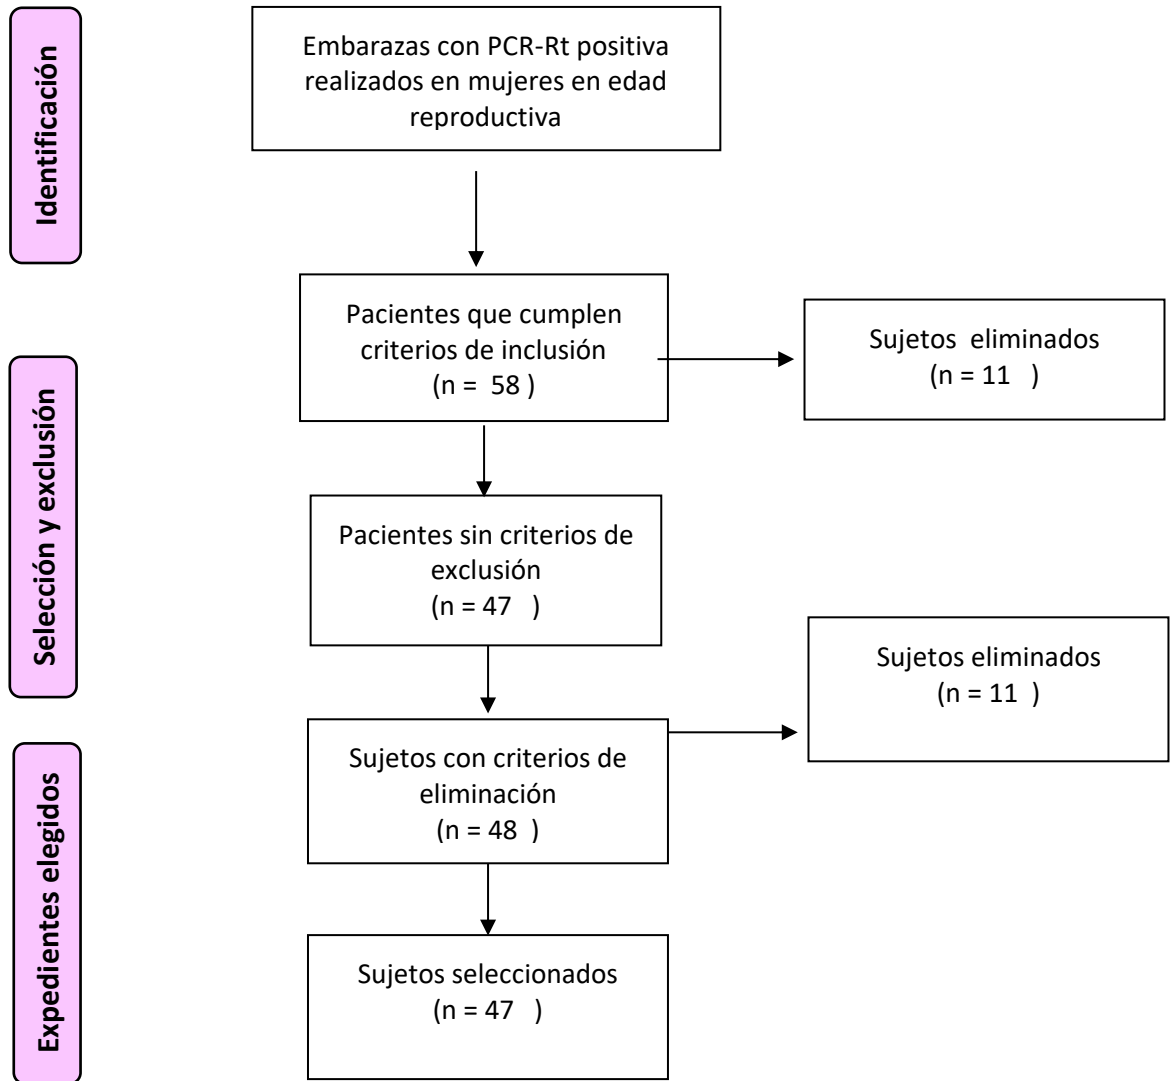 Identificación
Embarazas con PCR-Rt positiva
realizados en mujeres en edad
reproductiva
Pacientes que cumplen
criterios de inclusión
(n = 58 )
Sujetos eliminados
(n = 11 )
Selección y exclusión
Pacientes sin criterios de
exclusión
(n = 47 )
Sujetos eliminados
(n = 11 )
Sujetos con criterios de
eliminación
(n = 48 )
Expedientes elegidos
Sujetos seleccionados
(n = 47 )